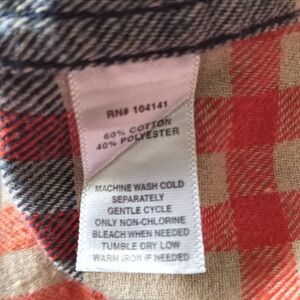 RN# 104141
60% COTTON
40% POLYESTER
MACHINE WASH COLD
SEPARATELY
GENTLE CYCLE
ONLY NON-CHLORINE
BLEACH WHEN NEEDED
TUMBLE DRY LOW
WARM IRON IF NEEDED